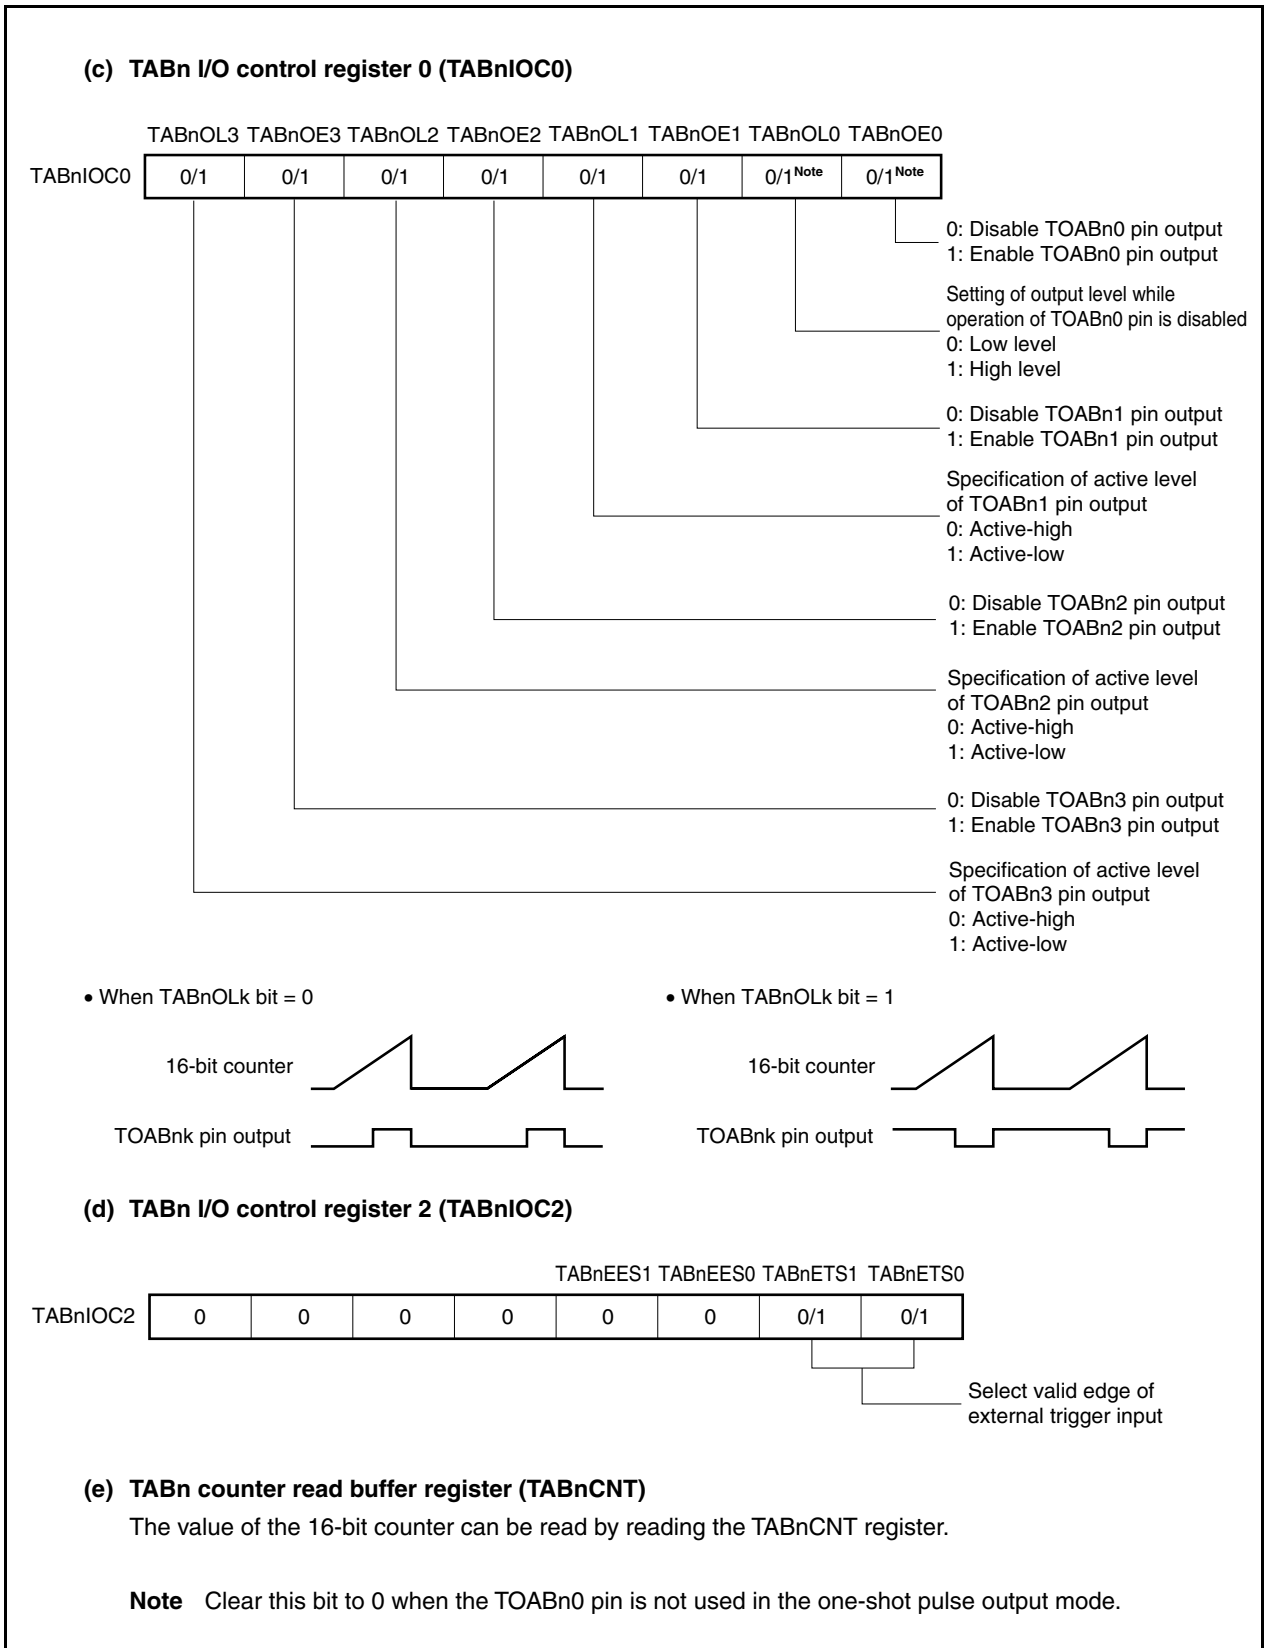 (c) TABn I/O control register 0 (TABnIOC0)
TABnOL3 TABnOE3 TABnOL2 TABnOE2 TABnOL1 TABnOE1 TABnOL0 TABnOE0
TABnIOC0 0/1 0/1 0/1 0/1 0/1 0/1 0/1Note 0/1Note
0: Disable TOABn0 pin output
1: Enable TOABn0 pin output
Setting of output level while
operation of TOABn0 pin is disabled
0: Low level
1: High level
0: Disable TOABn1 pin output
1: Enable TOABn1 pin output
Specification of active level
of TOABn1 pin output
0: Active-high
1: Active-low
0: Disable TOABn2 pin output
1: Enable TOABn2 pin output
Specification of active level
of TOABn2 pin output
0: Active-high
1: Active-low
0: Disable TOABn3 pin output
1: Enable TOABn3 pin output
Specification of active level
of TOABn3 pin output
0: Active-high
1: Active-low
• When TABnOLk bit = 0
16-bit counter
TOABnk pin output
• When TABnOLk bit = 1
16-bit counter
TOABnk pin output
(d) TABn I/O control register 2 (TABnIOC2)
TABnEES1 TABnEES0 TABnETS1 TABnETS0
TABnIOC2 0 0 0 0 0 0 0/1 0/1
Select valid edge of
external trigger input
(e) TABn counter read buffer register (TABnCNT)
The value of the 16-bit counter can be read by reading the TABnCNT register.
Note Clear this bit to 0 when the TOABn0 pin is not used in the one-shot pulse output mode.